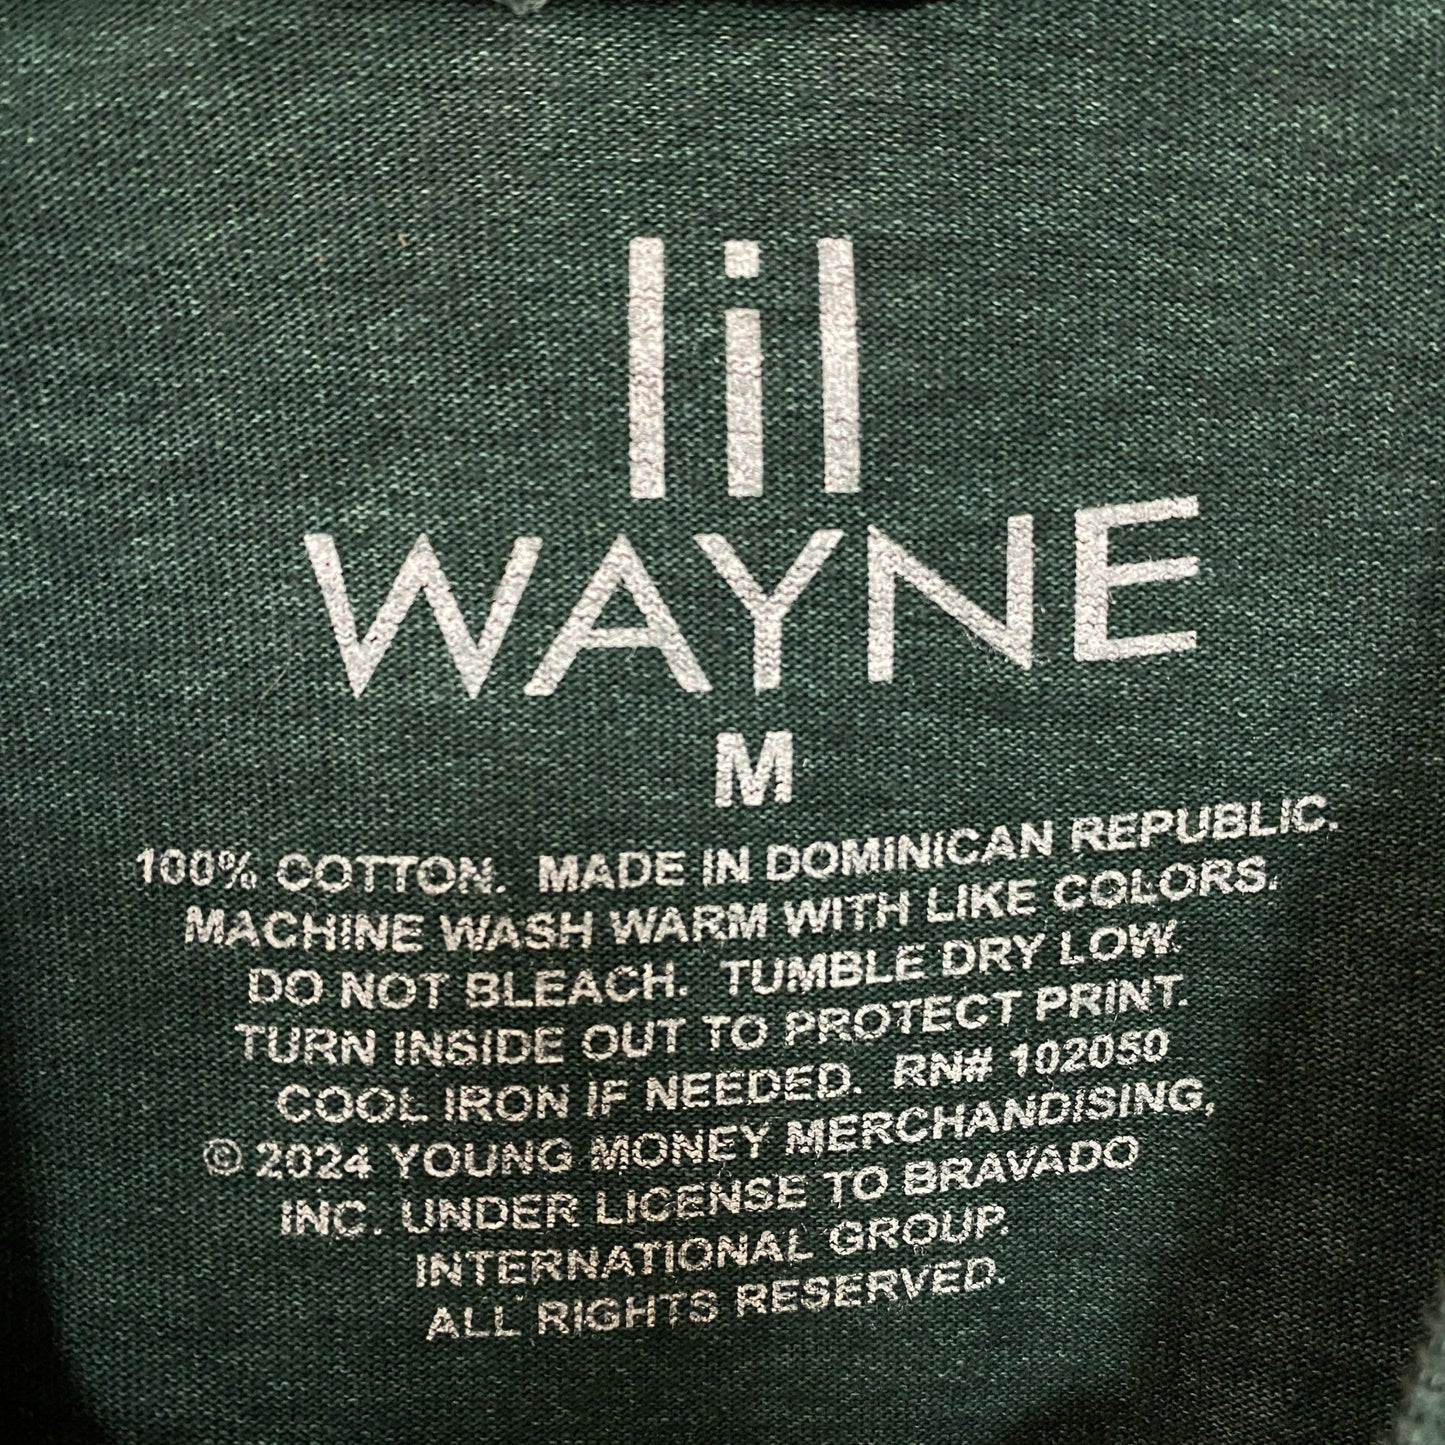 lil
WAYNE
M
100% COTTON. MADE IN DOMINICAN REPUBLIC.
MACHINE WASH WARM WITH LIKE COLORS.
DO NOT BLEACH. TUMBLE DRY LOW.
TURN INSIDE OUT TO PROTECT PRINT.
COOL IRON IF NEEDED. RN# 102050
© 2024 YOUNG MONEY MERCHANDISING,
INC. UNDER LICENSE TO BRAVADO
INTERNATIONAL GROUP.
ALL RIGHTS RESERVED.